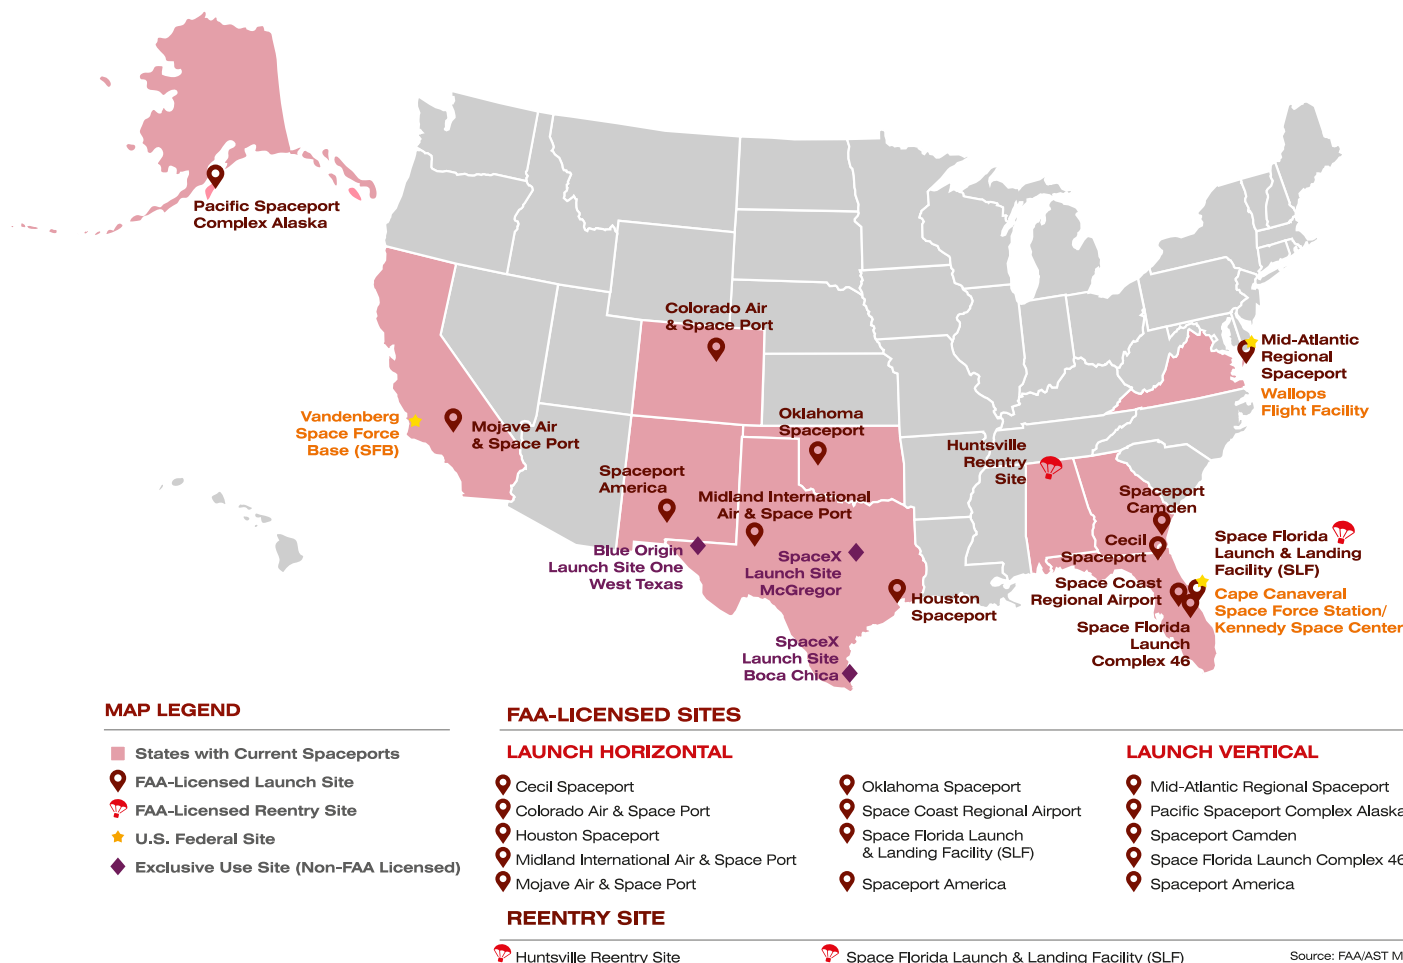 Pacific Spaceport
Complex Alaska
Colorado Air
& Space Port
Mid-Atlantic
Regional
Spaceport
Wallops
Flight Facility
Vandenberg
Space Force
Base (SFB)
Mojave Air
& Space Port
Oklahoma
Spaceport
Huntsville
Reentry
Site
Spaceport
America
Midland International
Air & Space Port
Spaceport
Camden
Cecil
Spaceport
Space Florida
Launch & Landing
Facility (SLF)
Blue Origin
Launch Site One
West Texas
SpaceX
Launch Site
McGregor
Space Coast
Regional Airport
Cape Canaveral
Space Force Station/
Kennedy Space Center
Houston
Spaceport
Space Florida
Launch
Complex 46
SpaceX
Launch Site
Boca Chica
MAP LEGEND
States with Current Spaceports
FAA-Licensed Launch Site
FAA-Licensed Reentry Site
U.S. Federal Site
Exclusive Use Site (Non-FAA Licensed)
FAA-LICENSED SITES
LAUNCH HORIZONTAL
Cecil Spaceport
Colorado Air & Space Port
Houston Spaceport
Midland International Air & Space Port
Mojave Air & Space Port
Oklahoma Spaceport
Space Coast Regional Airport
Space Florida Launch
& Landing Facility (SLF)
Spaceport America
LAUNCH VERTICAL
Mid-Atlantic Regional Spaceport
Pacific Spaceport Complex Alaska
Spaceport Camden
Space Florida Launch Complex 46
Spaceport America
REENTRY SITE
Huntsville Reentry Site
Space Florida Launch & Landing Facility (SLF)
Source: FAA/AST M